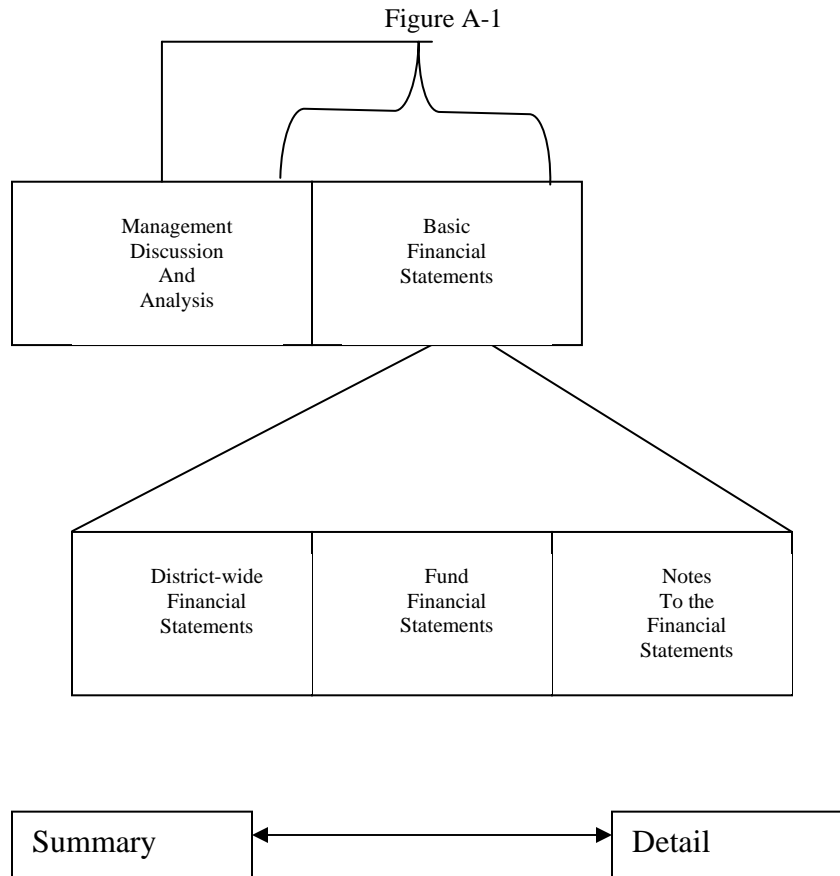 Figure A-1
Management
Discussion
And
Analysis
Basic
Financial
Statements
District-wide
Financial
Statements
Fund
Financial
Statements
Notes
To the
Financial
Statements
Summary
Detail